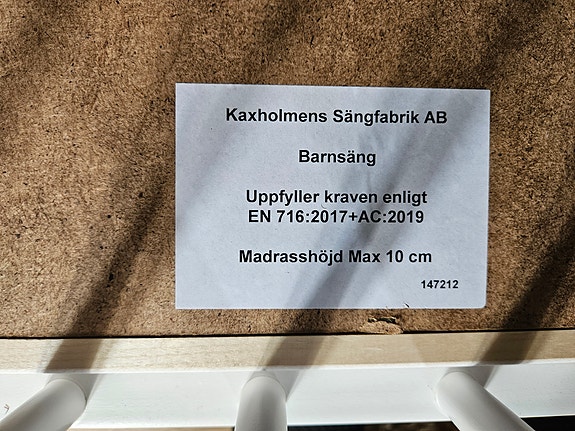 Kaxholmens Sängfabrik AB
Barnsäng
Uppfyller kraven enligt
EN 716:2017+AC:2019
Madrasshöjd Max 10 cm
147212